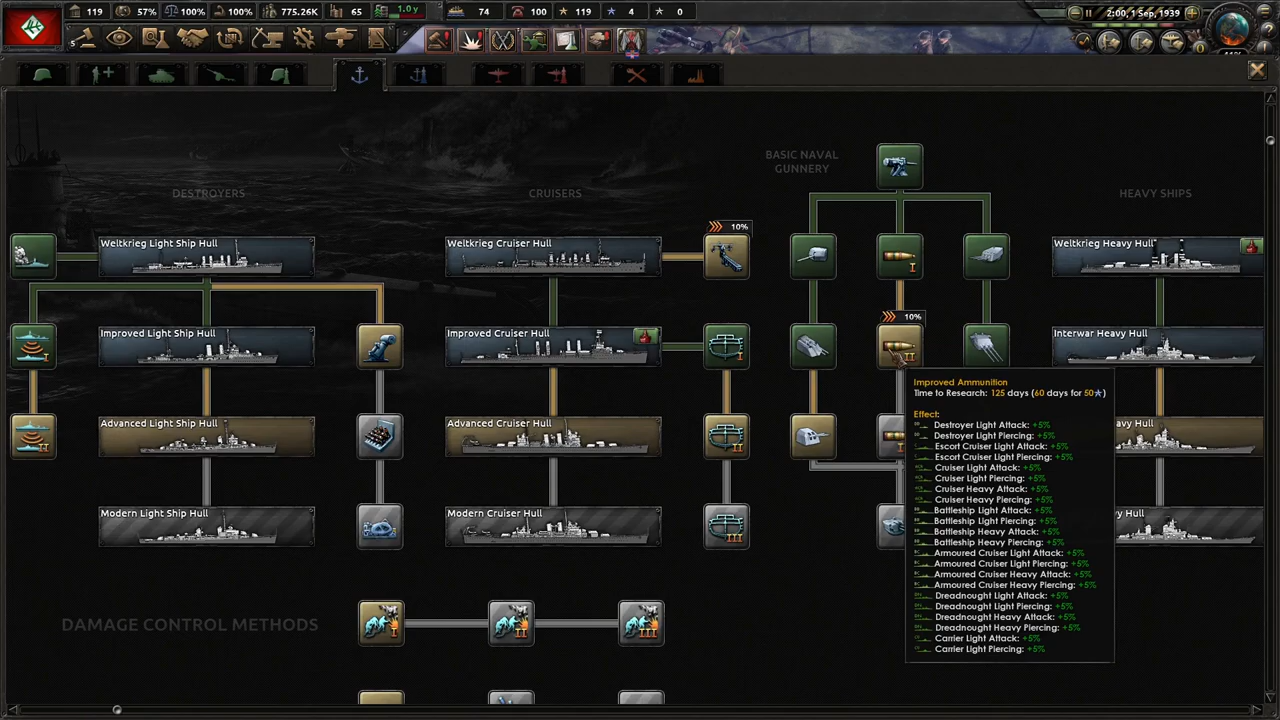 119 57% 100% 100% 775.26K 65 1.0 y 74 100 119 4 0 2:00, 1 Sep, 1939
BASIC NAVAL
GUNNERY
DESTROYERS CRUISERS HEAVY SHIPS
10%
Weltkrieg Light Ship Hull Weltkrieg Cruiser Hull I Weltkrieg Heavy Hull
10%
Improved Light Ship Hull Improved Cruiser Hull Interwar Heavy Hull
I I II
Improved Ammunition
Time to Research: 125 days (60 days for 50)
Effect:
Advanced Light Ship Hull Advanced Cruiser Hull avy Hull
II II
Destroyer Light Attack: +5%
Destroyer Light Piercing: +5%
Escort Cruiser Light Attack: +5%
Escort Cruiser Light Piercing: +5%
Cruiser Light Attack: +5%
Cruiser Light Piercing: +5%
Cruiser Heavy Attack: +5%
Cruiser Heavy Piercing: +5%
Battleship Light Attack: +5%
Battleship Light Piercing: +5%
Battleship Heavy Attack: +5%
Battleship Heavy Piercing: +5%
Armoured Cruiser Light Attack: +5%
Armoured Cruiser Light Piercing: +5%
Armoured Cruiser Heavy Attack: +5%
Armoured Cruiser Heavy Piercing: +5%
Dreadnought Light Attack: +5%
Dreadnought Light Piercing: +5%
Dreadnought Heavy Attack: +5%
Dreadnought Heavy Piercing: +5%
Carrier Light Attack: +5%
Carrier Light Piercing: +5%
Modern Light Ship Hull Modern Cruiser Hull y Hull
III
DAMAGE CONTROL METHODS
I II III